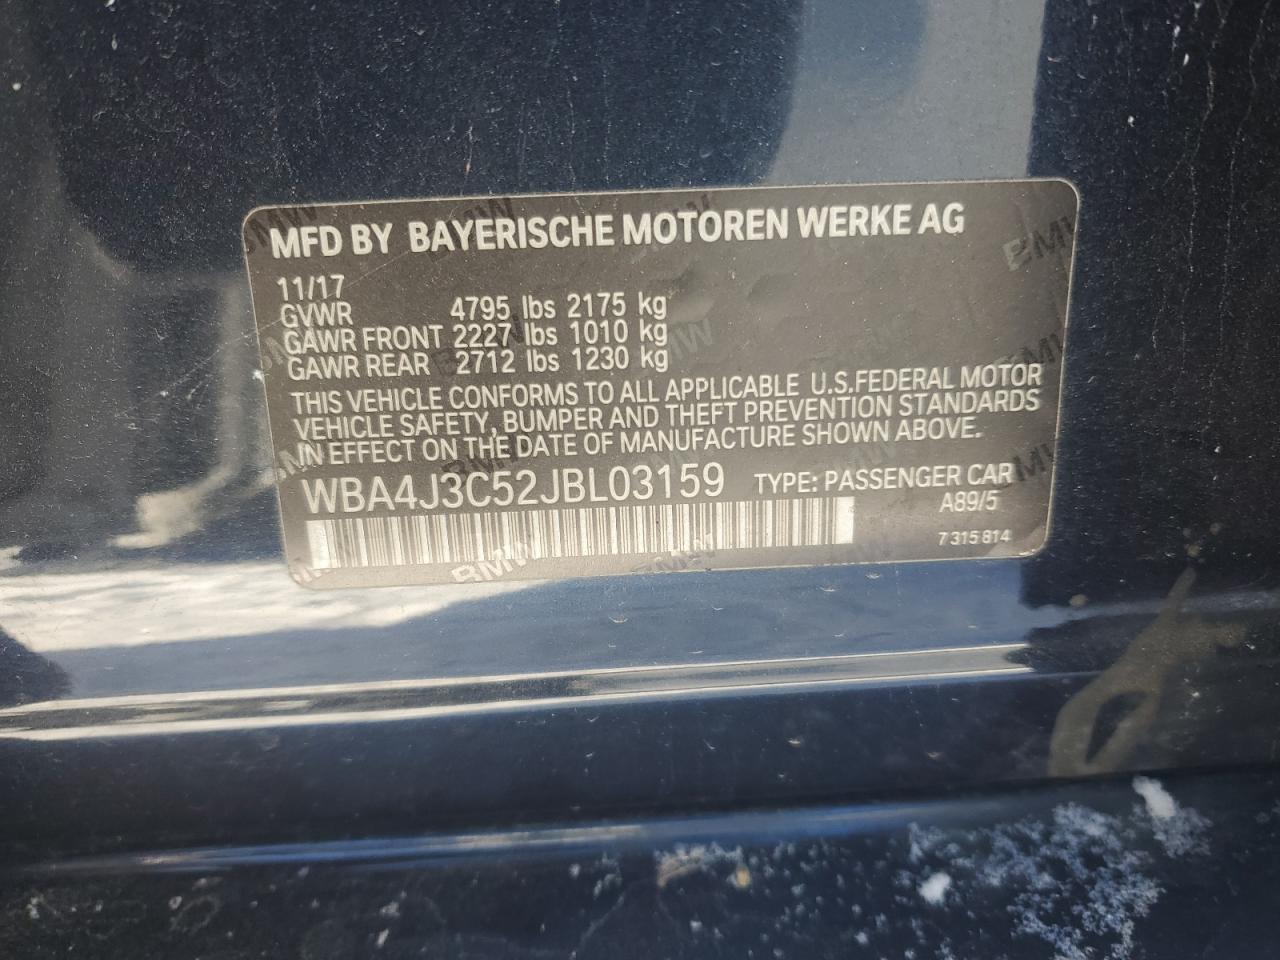 MFD BY BAYERISCHE MOTOREN WERKE AG
11/17
GVWR 4795 lbs 2175 kg
GAWR FRONT 2227 lbs 1010 kg
GAWR REAR 2712 lbs 1230 kg
THIS VEHICLE CONFORMS TO ALL APPLICABLE U.S.FEDERAL MOTOR
VEHICLE SAFETY, BUMPER AND THEFT PREVENTION STANDARDS
IN EFFECT ON THE DATE OF MANUFACTURE SHOWN ABOVE.
WBA4J3C52JBL03159 TYPE: PASSENGER CAR
A89/5
7 315 814